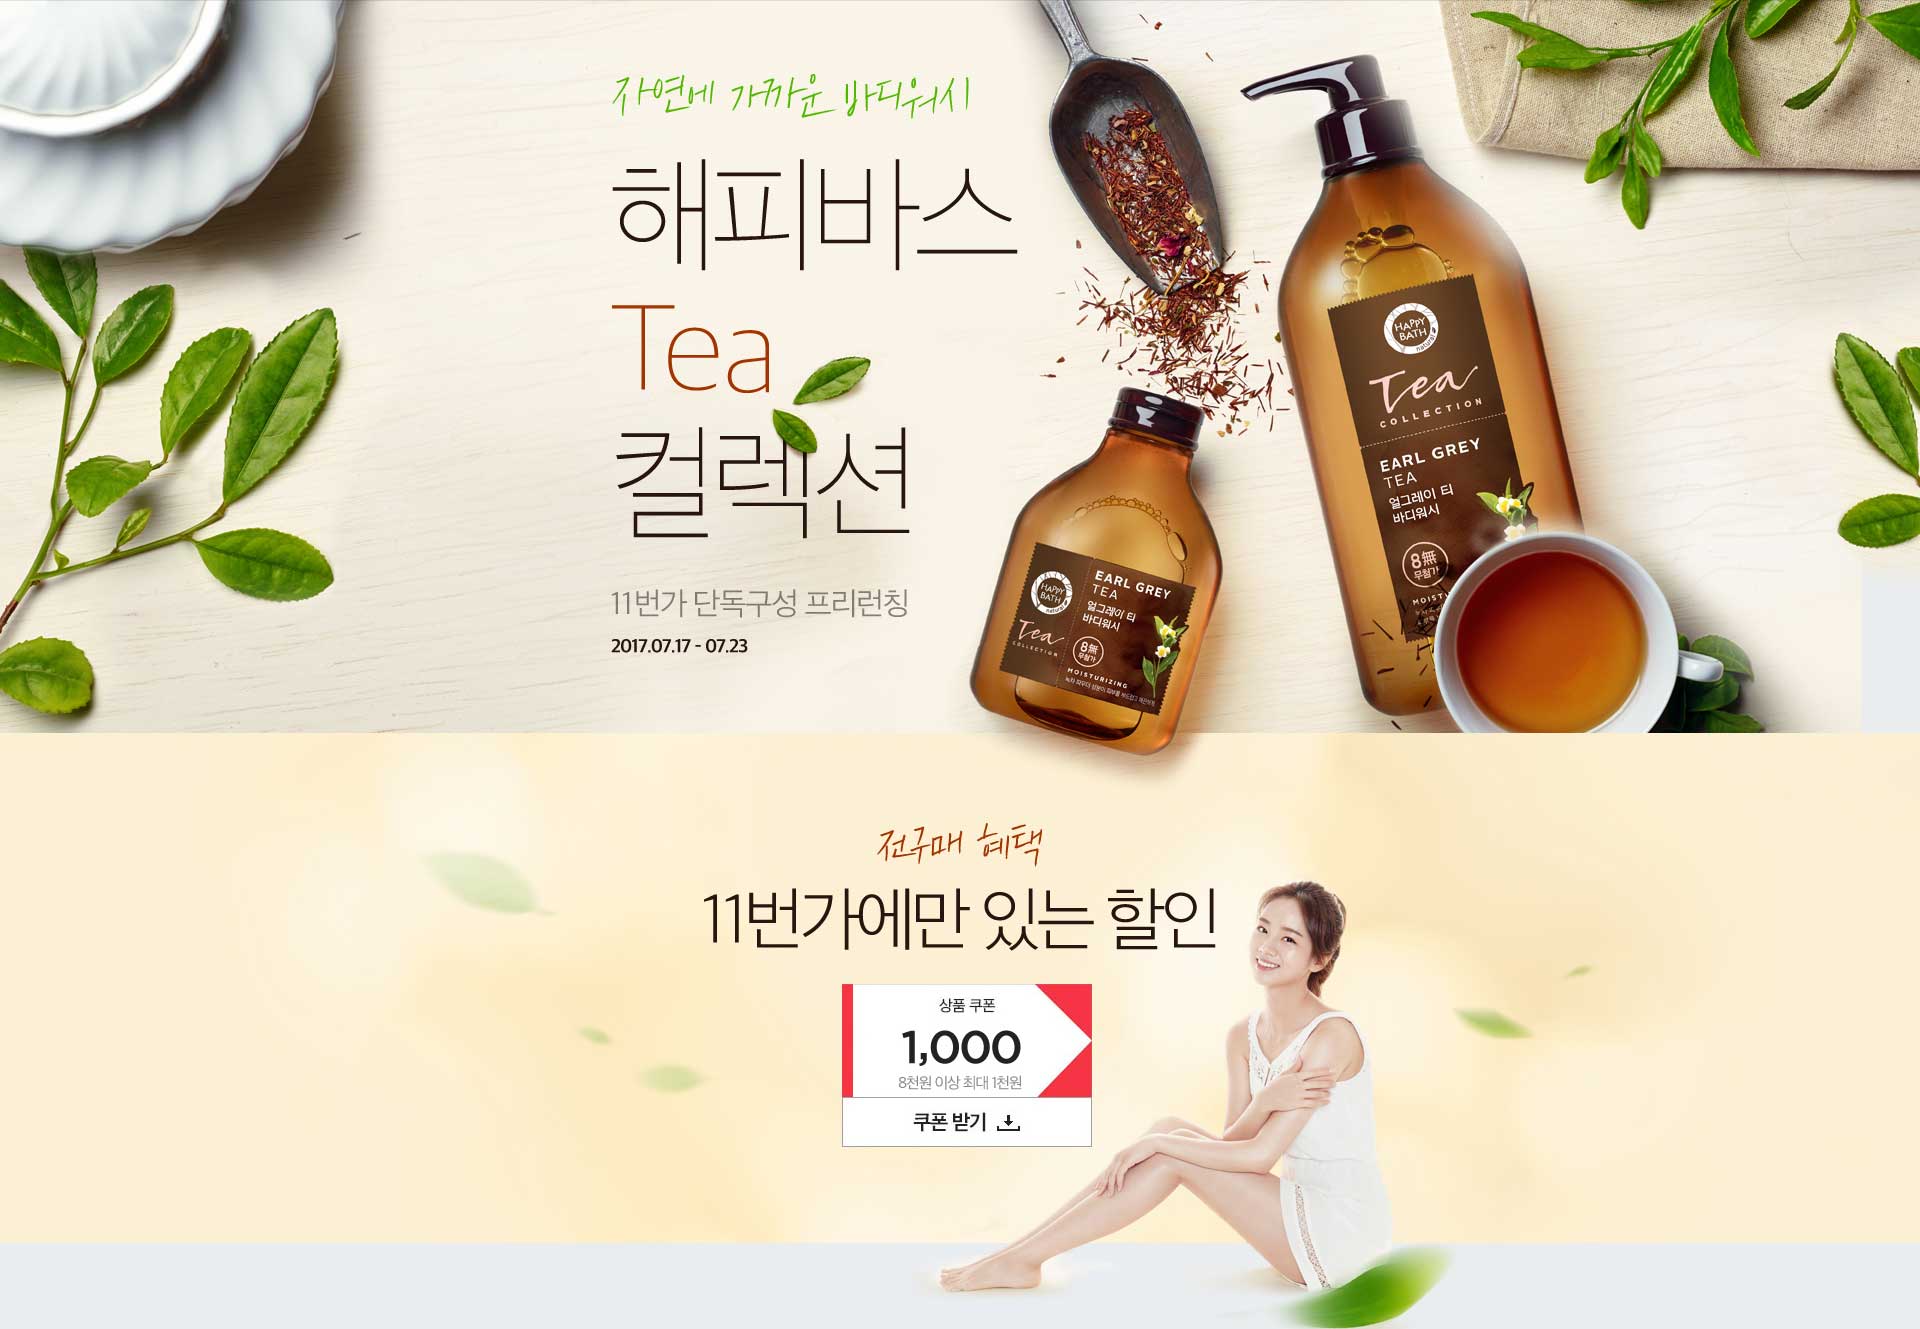 자연에 가까운 바디워시
해피바스
Tea
컬렉션
11번가 단독구성 프리런칭
2017.07.17 - 07.23
HAPPY
BATH
natural
Tea
COLLECTION
EARL GREY
TEA
얼그레이 티
바디워시
8無
무첨가
HAPPY
BATH
natural
Tea
COLLECTION
EARL GREY
TEA
얼그레이 티
바디워시
8無
무첨가
MOISTURIZING
전구매 혜택
11번가에만 있는 할인
상품 쿠폰
1,000
8천원 이상 최대 1천원
쿠폰 받기